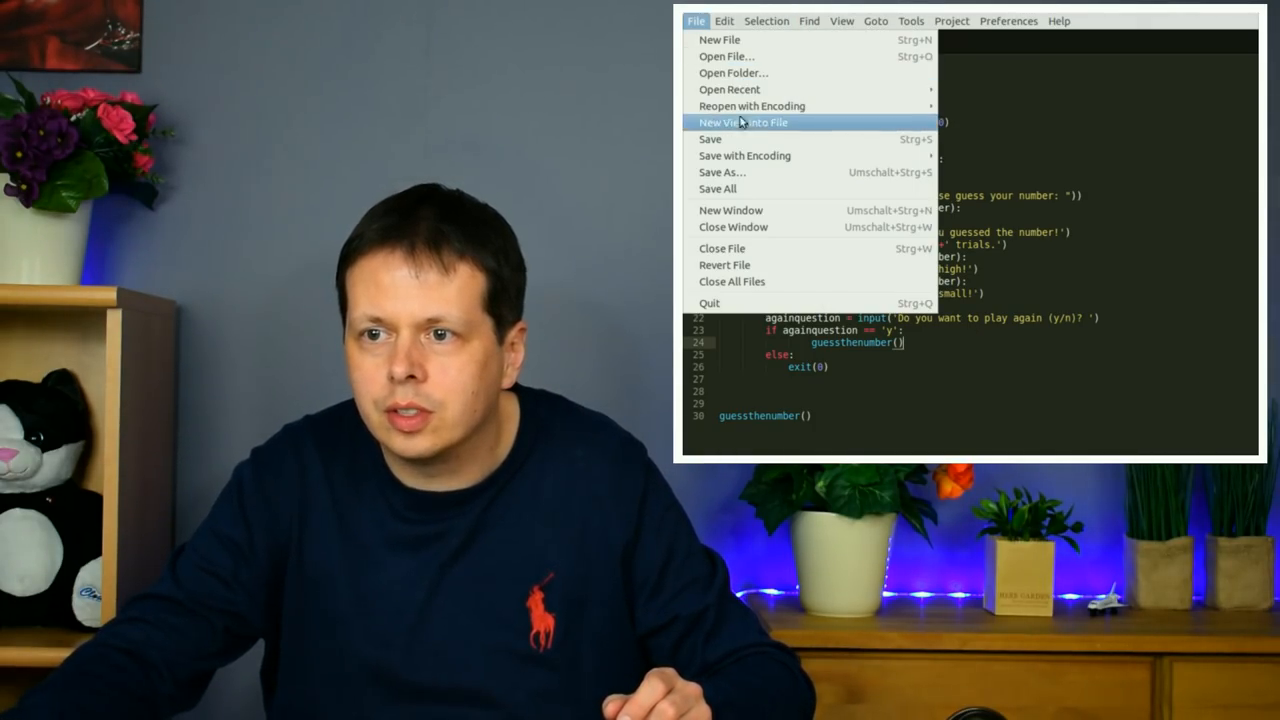 File Edit Selection Find View Goto Tools Project Preferences Help
New File Strg+N
Open File... Strg+O
Open Folder...
Open Recent
Reopen with Encoding
New View into File 0)
Save Strg+S
Save with Encoding :
Save As... Umschalt+Strg+S
Save All
se guess your number: "))
New Window Umschalt+Strg+N er):
Close Window Umschalt+Strg+W
u guessed the number!')
Close File Strg+W +' trials.')
ber):
Revert File high!')
Close All Files ber):
small!')
Quit Strg+Q
22 againquestion = input('Do you want to play again (y/n)? ')
23 if againquestion == 'y':
24 guessthenumber()
25 else:
26 exit(0)
27
28
29
30 guessthenumber()
HERB GARDEN